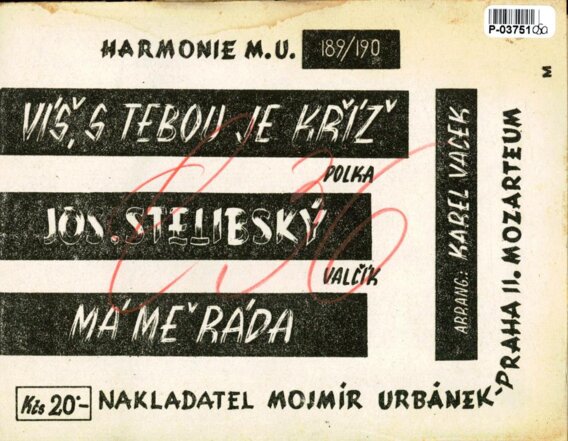 P-03751
HARMONIE M.U. 189/190
M
VÍŠ, S TEBOU JE KŘÍŽ
POLKA
JOS. STELIBSKÝ
VALČÍK
MÁ MĚ RÁDA
ARRANG.: KAREL VACEK
Kčs 20·- NAKLADATEL MOJMÍR URBÁNEK-PRAHA II. MOZARTEUM